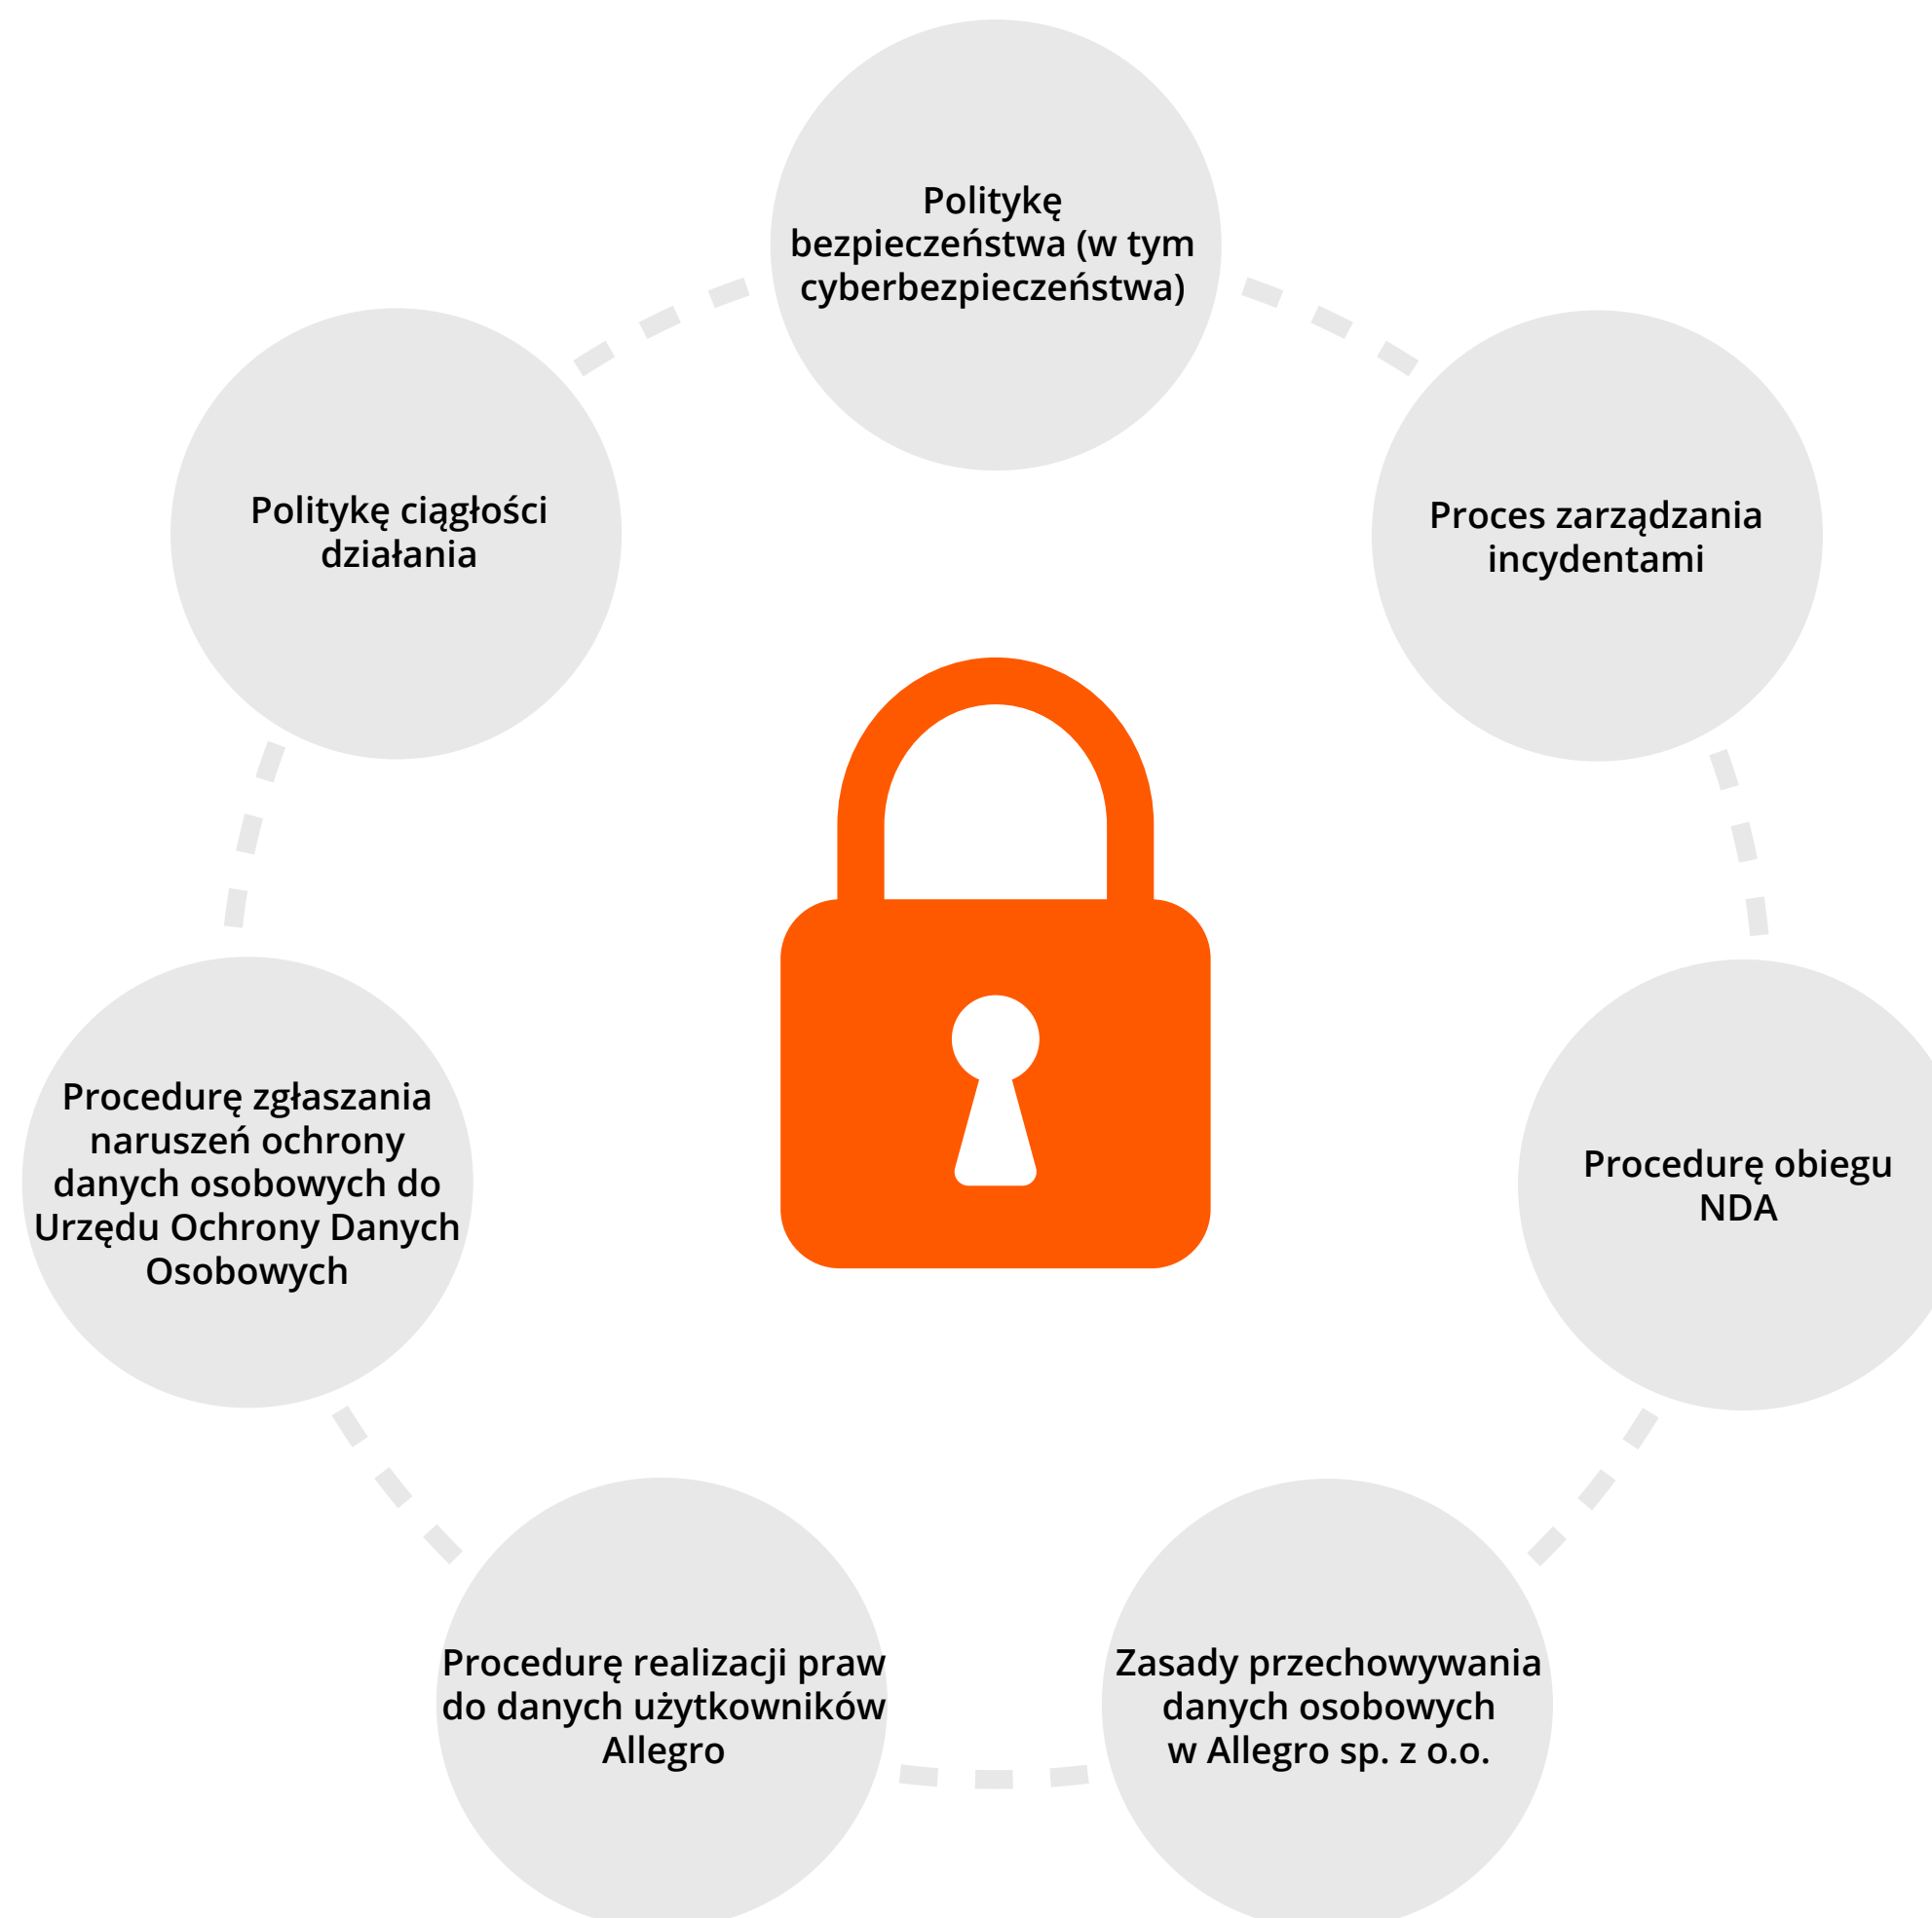 Politykę
bezpieczeństwa (w tym
cyberbezpieczeństwa)
Politykę ciągłości
działania
Proces zarządzania
incydentami
Procedurę zgłaszania
naruszeń ochrony
danych osobowych do
Urzędu Ochrony Danych
Osobowych
Procedurę obiegu
NDA
Procedurę realizacji praw
do danych użytkowników
Allegro
Zasady przechowywania
danych osobowych
w Allegro sp. z o.o.